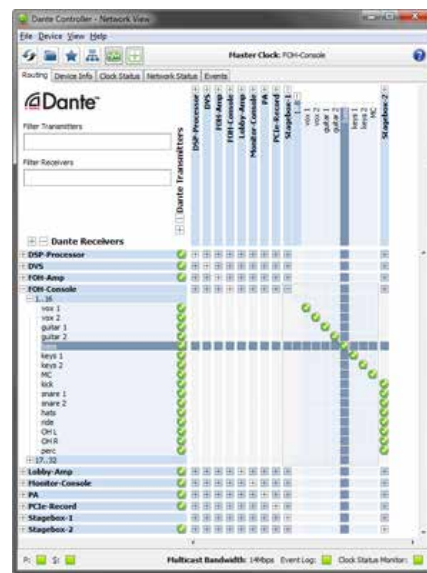 Dante Controller - Network View
File Device View Help
Master Clock: FOH-Console
Routing Device Info Clock Status Network Status Events
Dante™
Filter Transmitters
Filter Receivers
Dante Transmitters
DSP-Processor
DVS
FOH-Amp
FOH-Console
Lobby-Amp
Monitor-Console
PA
PCIe-Record
Stagebox-1
1..8
vox 1
vox 2
guitar 1
guitar 2
keys 1
keys 2
MC
Stagebox-2
Dante Receivers
DSP-Processor
DVS
FOH-Amp
FOH-Console
1..16
vox 1
vox 2
guitar 1
guitar 2
bass
keys 1
keys 2
MC
kick
snare 1
snare 2
hats
ride
OH L
OH R
perc
17..32
Lobby-Amp
Monitor-Console
PA
PCIe-Record
Stagebox-1
Stagebox-2
P: S: Multicast Bandwidth: 14Mbps Event Log: Clock Status Monitor: